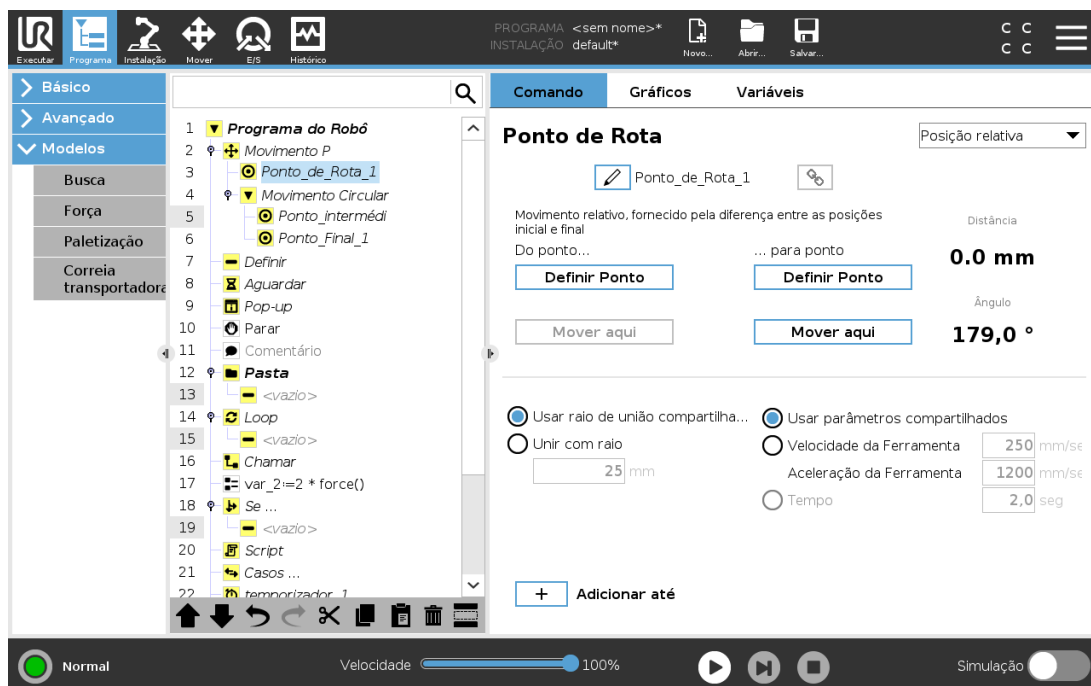 UR
PROGRAMA <sem nome>*
INSTALAÇÃO default*
C C
C C
Executar Programa Instalação Mover E/S Histórico Novo... Abrir... Salvar...
Básico
Avançado
Modelos
Busca
Força
Paletização
Correia
transportadora
1 Programa do Robô
2 Movimento P
3 Ponto_de_Rota_1
4 Movimento Circular
5 Ponto_intermédi
6 Ponto_Final_1
7 Definir
8 Aguardar
9 Pop-up
10 Parar
11 Comentário
12 Pasta
13 <vazio>
14 Loop
15 <vazio>
16 Chamar
17 var_2:=2 * force()
18 Se ...
19 <vazio>
20 Script
21 Casos ...
22 temporizador_1
Comando Gráficos Variáveis
Ponto de Rota
Posição relativa
Ponto_de_Rota_1
Movimento relativo, fornecido pela diferença entre as posições
inicial e final
Do ponto... ... para ponto
Definir Ponto Definir Ponto
Mover aqui Mover aqui
Distância
0.0 mm
Ângulo
179,0 °
Usar raio de união compartilha...
Unir com raio
25 mm
Usar parâmetros compartilhados
Velocidade da Ferramenta 250 mm/se
Aceleração da Ferramenta 1200 mm/se
Tempo 2,0 seg
+ Adicionar até
Normal Velocidade 100% Simulação